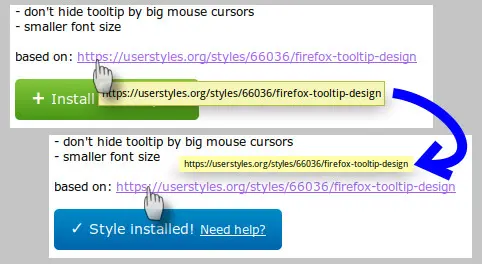 - don't hide tooltip by big mouse cursors
- smaller font size
based on: https://userstyles.org/styles/66036/firefox-tooltip-design
https://userstyles.org/styles/66036/firefox-tooltip-design
+ Install
- don't hide tooltip by big mouse cursors
- smaller font size
https://userstyles.org/styles/66036/firefox-tooltip-design
based on: https://userstyles.org/styles/66036/firefox-tooltip-design
✓ Style installed! Need help?